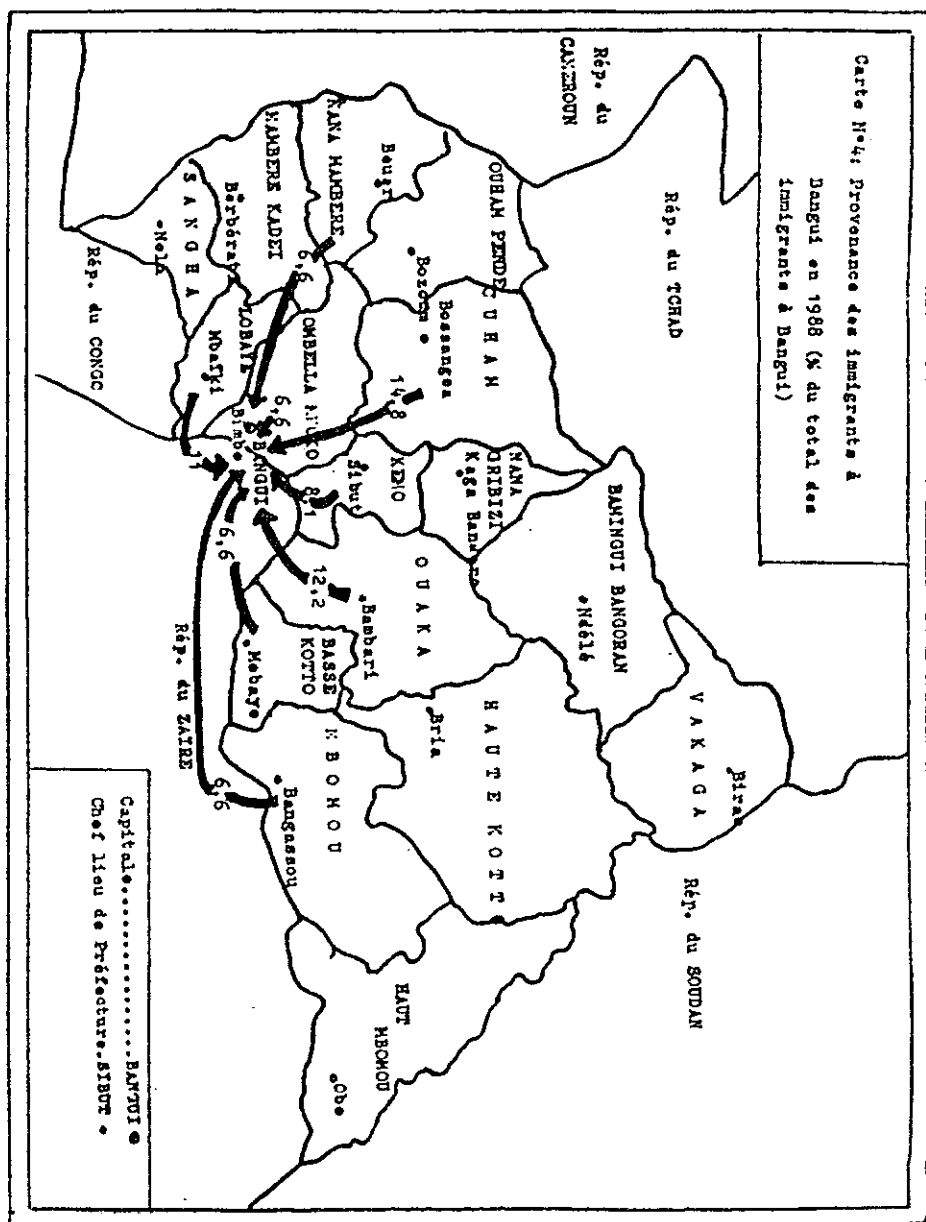 Carte N°4: Provenance des immigrants à
Bangui en 1988 (% du total des
immigrants à Bangui)
Rép. du
CAMEROUN
Rép. du TCHAD
Rép. du SOUDAN
Rép. du CONGO
Rép. du ZAIRE
VAKAGA
Birao
BAMINGUI BANGORAN
Ndélé
OUHAM PENDE
Bozoum
OUHAM
Bossangoa
NANA
GRIBIZI
Kaga
HAUTE KOTT
Bria
NANA MAMBERE
Bouar
KEMO
Sibut
OUAKA
Bambari
OMBELLA
MAMBERE KADEI
Berbérat
LOBAYE
Mbaïki
SANGHA
Nola
BANGUI
Bimbo
BASSE
KOTTO
Mobaye
MBOMOU
Bangassou
HAUT
MBOMOU
Obo
14,8
6,6
6,6
8,1
12,2
11
6,6
6,6
Capitale..............BANGUI
Chef lieu de Préfecture.SIBUT